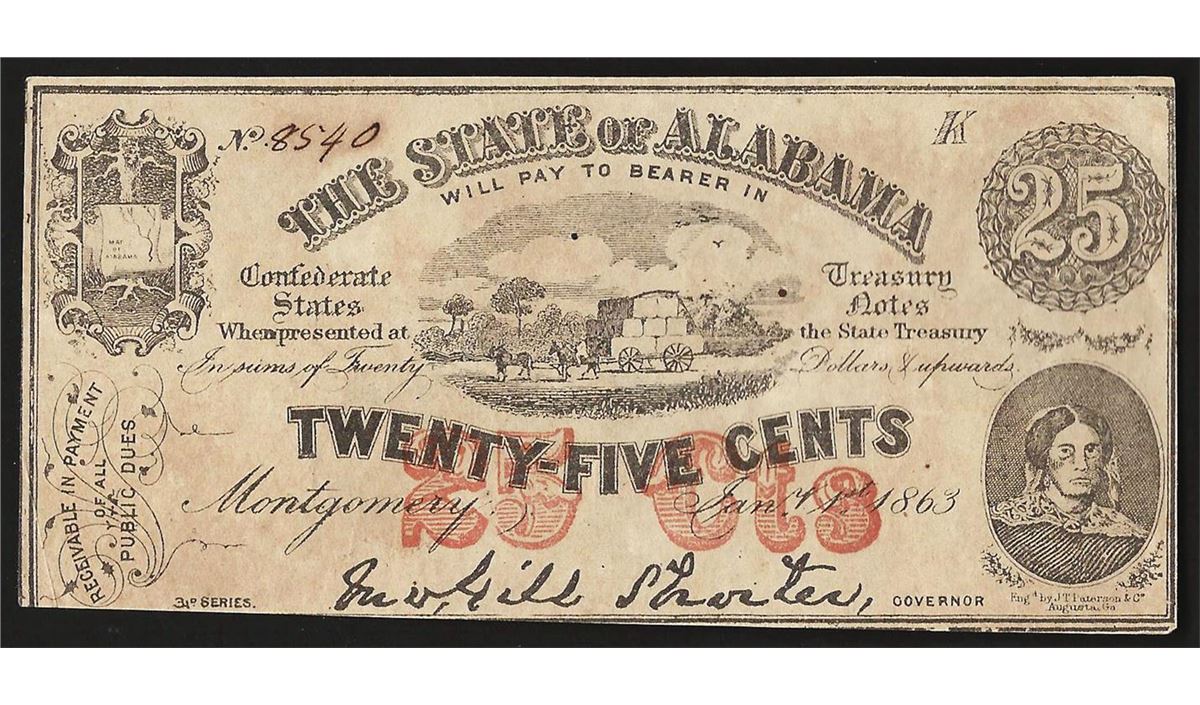 No. 8540
THE STATE OF ALABAMA
WILL PAY TO BEARER IN
25
MAP
OF
ALABAMA
Confederate
States
When presented at
Treasury
Notes
the State Treasury
In sums of Twenty
Dollars & upwards.
TWENTY-FIVE CENTS
25 Cts
Montgomery,
Jany. 1st. 1863
RECEIVABLE IN PAYMENT
OF ALL
PUBLIC DUES
3D SERIES.
Jno. Gill Shorter,
GOVERNOR
Engd. by J.T. Paterson & Co
Augusta, Ga